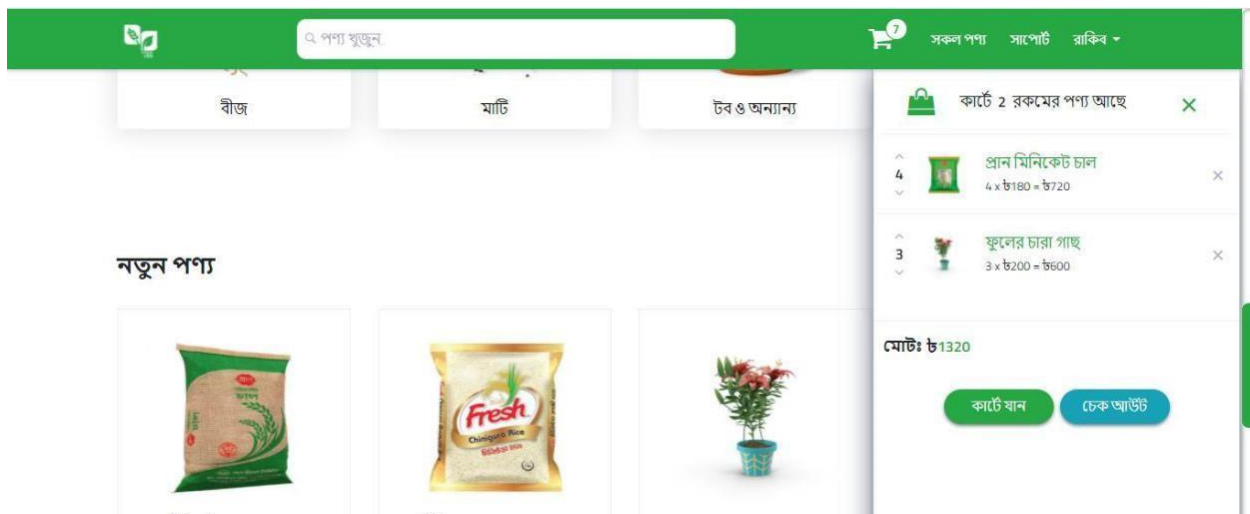 পণ্য খুজুন..
7
সকল পণ্য
সাপোর্ট
রাকিব
বীজ
মাটি
টব ও অন্যান্য
নতুন পণ্য
চাল
Fresh
Chinigura Rice
কার্টে 2 রকমের পণ্য আছে
4
প্রান মিনিকেট চাল
4 x ৳180 = ৳720
3
ফুলের চারা গাছ
3 x ৳200 = ৳600
মোটঃ ৳1320
কার্টে যান
চেক আউট